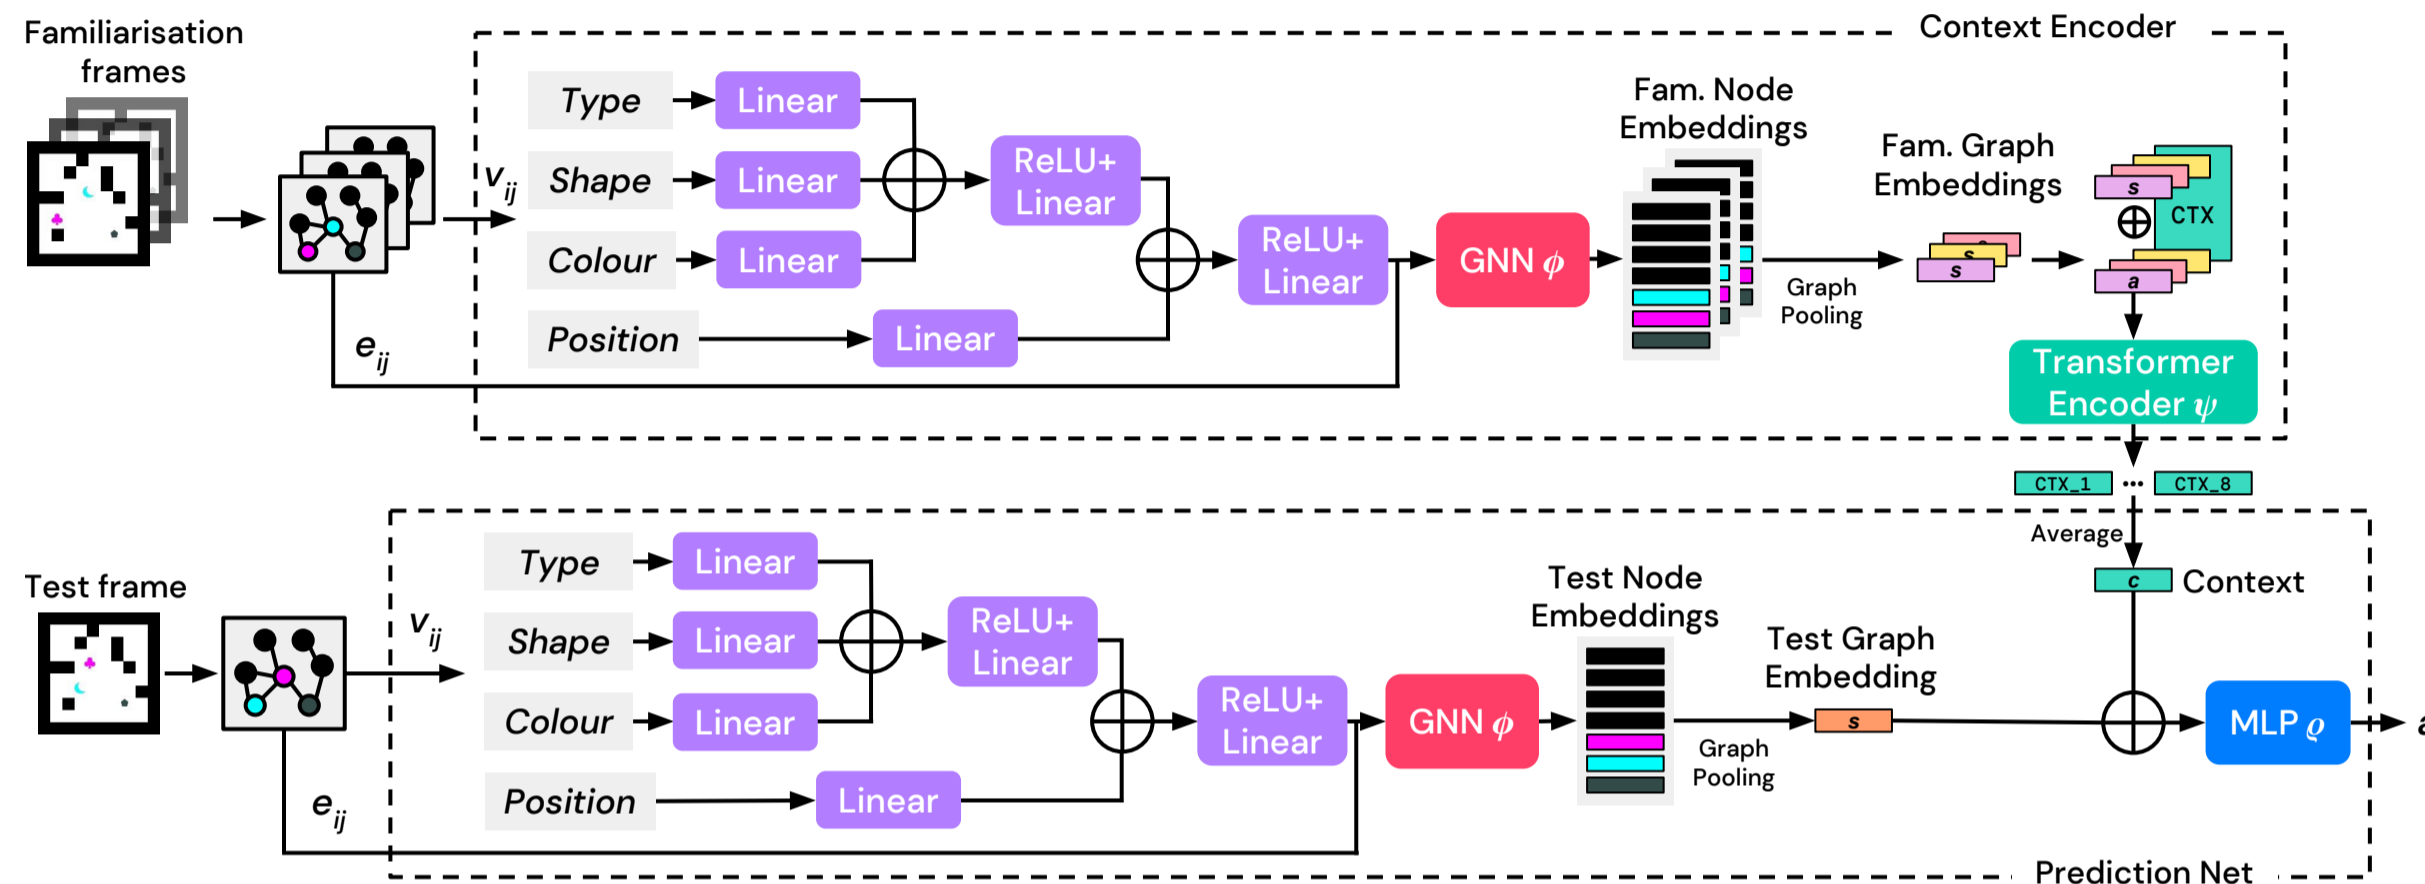 Familiarisation
frames
Context Encoder
Type
Linear
Shape
Linear
Colour
Linear
Position
Linear
v_ij
e_ij
ReLU+
Linear
ReLU+
Linear
GNN ϕ
Fam. Node
Embeddings
Graph
Pooling
Fam. Graph
Embeddings
s
s
s
⊕
CTX
a
Transformer
Encoder ψ
CTX_1 ... CTX_8
Average
c Context
Test frame
v_ij
e_ij
Type
Linear
Shape
Linear
Colour
Linear
Position
Linear
ReLU+
Linear
ReLU+
Linear
GNN ϕ
Test Node
Embeddings
Graph
Pooling
Test Graph
Embedding
s
MLP ϱ
Prediction Net